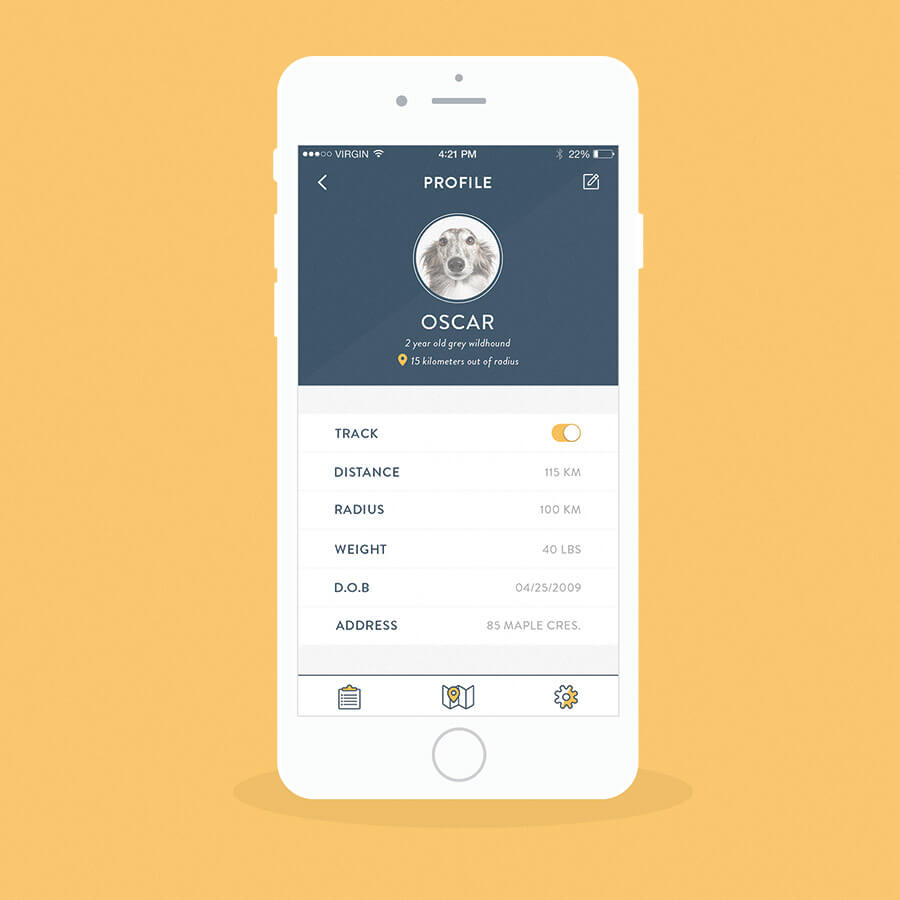 VIRGIN 4:21 PM 22%
PROFILE
OSCAR
2 year old grey wildhound
15 kilometers out of radius
TRACK
DISTANCE 115 KM
RADIUS 100 KM
WEIGHT 40 LBS
D.O.B 04/25/2009
ADDRESS 85 MAPLE CRES.